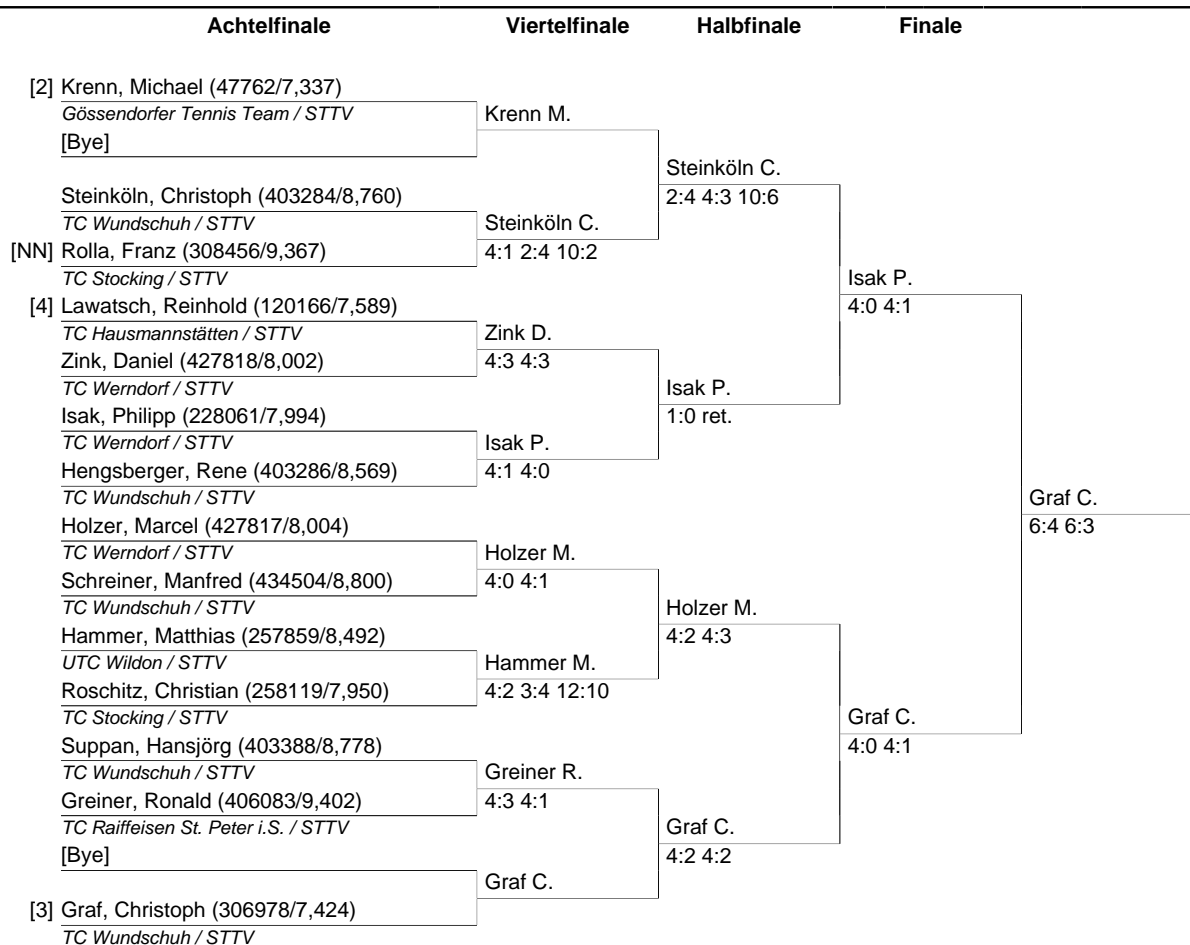 Achtelfinale Viertelfinale Halbfinale Finale
[2] Krenn, Michael (47762/7,337)
Gössendorfer Tennis Team / STTV Krenn M.
[Bye]
Steinköln C.
Steinköln, Christoph (403284/8,760) 2:4 4:3 10:6
TC Wundschuh / STTV Steinköln C.
[NN] Rolla, Franz (308456/9,367) 4:1 2:4 10:2
TC Stocking / STTV Isak P.
[4] Lawatsch, Reinhold (120166/7,589) 4:0 4:1
TC Hausmannstätten / STTV Zink D.
Zink, Daniel (427818/8,002) 4:3 4:3
TC Werndorf / STTV Isak P.
Isak, Philipp (228061/7,994) 1:0 ret.
TC Werndorf / STTV Isak P.
Hengsberger, Rene (403286/8,569) 4:1 4:0
TC Wundschuh / STTV Graf C.
Holzer, Marcel (427817/8,004) 6:4 6:3
TC Werndorf / STTV Holzer M.
Schreiner, Manfred (434504/8,800) 4:0 4:1
TC Wundschuh / STTV Holzer M.
Hammer, Matthias (257859/8,492) 4:2 4:3
UTC Wildon / STTV Hammer M.
Roschitz, Christian (258119/7,950) 4:2 3:4 12:10
TC Stocking / STTV Graf C.
Suppan, Hansjörg (403388/8,778) 4:0 4:1
TC Wundschuh / STTV Greiner R.
Greiner, Ronald (406083/9,402) 4:3 4:1
TC Raiffeisen St. Peter i.S. / STTV Graf C.
[Bye] 4:2 4:2
Graf C.
[3] Graf, Christoph (306978/7,424)
TC Wundschuh / STTV